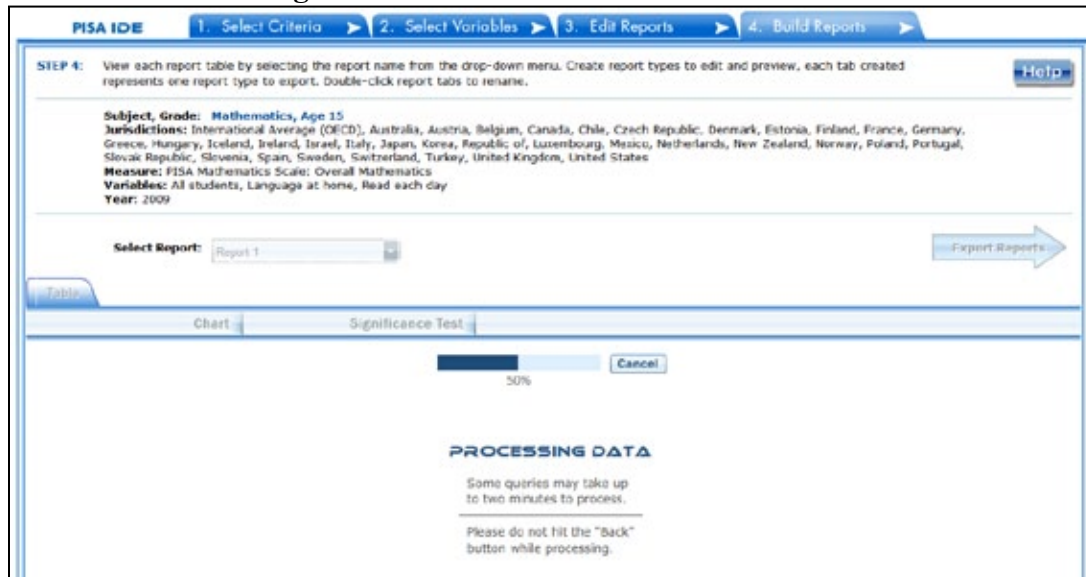 PISA IDE 1. Select Criteria 2. Select Variables 3. Edit Reports 4. Build Reports
STEP 4: View each report table by selecting the report name from the drop-down menu. Create report types to edit and preview, each tab created
represents one report type to export. Double-click report tabs to rename.
Help
Subject, Grade: Mathematics, Age 15
Jurisdictions: International Average (OECD), Australia, Austria, Belgium, Canada, Chile, Czech Republic, Denmark, Estonia, Finland, France, Germany,
Greece, Hungary, Iceland, Ireland, Israel, Italy, Japan, Korea, Republic of, Luxembourg, Mexico, Netherlands, New Zealand, Norway, Poland, Portugal,
Slovak Republic, Slovenia, Spain, Sweden, Switzerland, Turkey, United Kingdom, United States
Measure: PISA Mathematics Scale: Overall Mathematics
Variables: All students, Language at home, Read each day
Year: 2009
Select Report: Report 1 Export Reports
Table
Chart Significance Test
Cancel
50%
PROCESSING DATA
Some queries may take up
to two minutes to process.
Please do not hit the "Back"
button while processing.